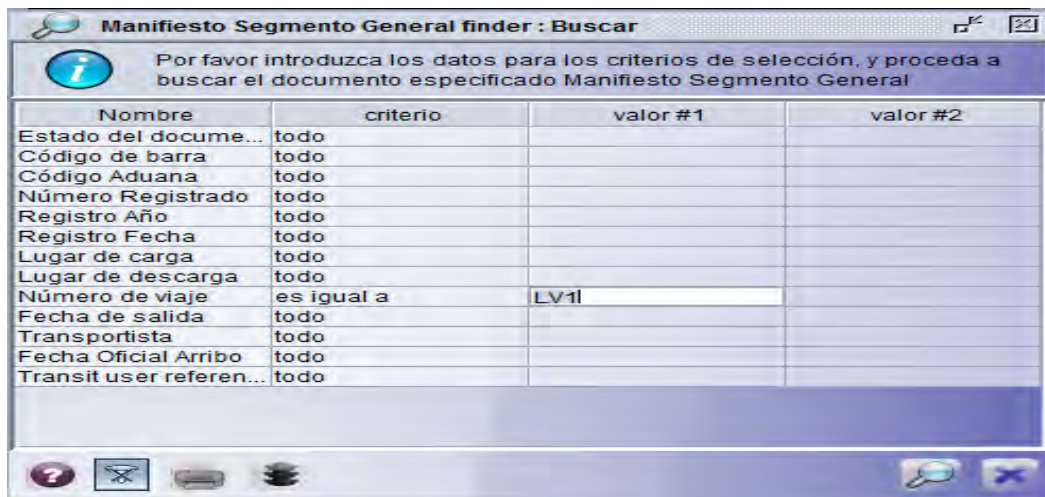 Manifiesto Segmento General finder : Buscar
Por favor introduzca los datos para los criterios de selección, y proceda a
buscar el documento especificado Manifiesto Segmento General
Nombre criterio valor #1 valor #2
Estado del docume... todo
Código de barra todo
Código Aduana todo
Número Registrado todo
Registro Año todo
Registro Fecha todo
Lugar de carga todo
Lugar de descarga todo
Número de viaje es igual a LV1
Fecha de salida todo
Transportista todo
Fecha Oficial Arribo todo
Transit user referen... todo